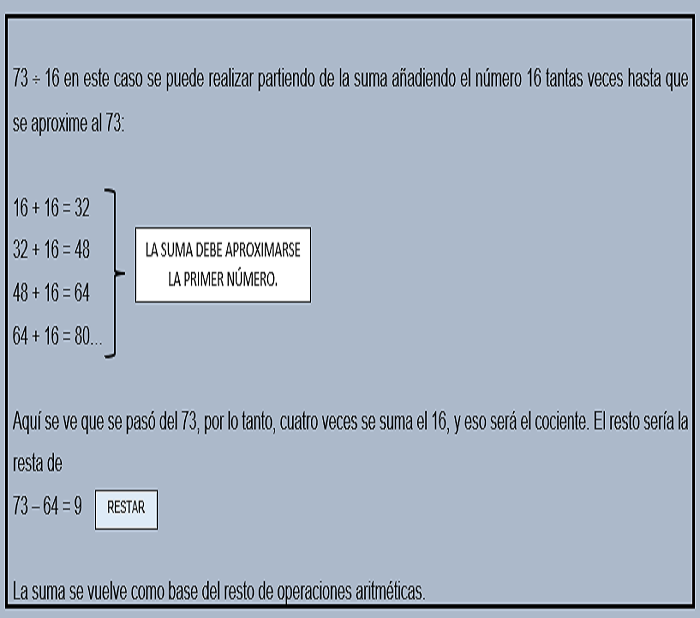 73 ÷ 16 en este caso se puede realizar partiendo de la suma añadiendo el número 16 tantas veces hasta que
se aproxime al 73:
16 + 16 = 32
32 + 16 = 48
48 + 16 = 64
64 + 16 = 80...
LA SUMA DEBE APROXIMARSE
LA PRIMER NÚMERO.
Aquí se ve que se pasó del 73, por lo tanto, cuatro veces se suma el 16, y eso será el cociente. El resto sería la
resta de
73 – 64 = 9 RESTAR
La suma se vuelve como base del resto de operaciones aritméticas.